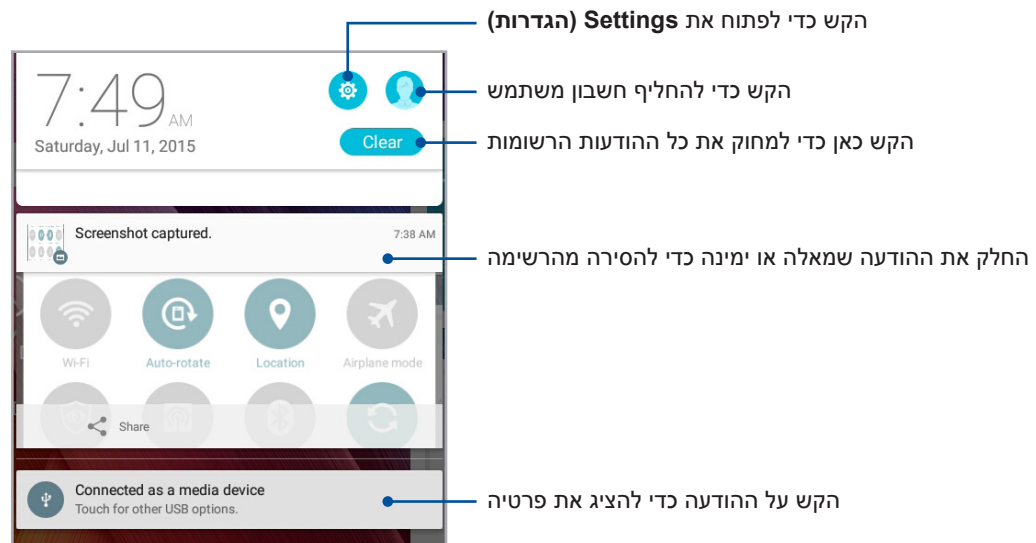 הקש כדי לפתוח את Settings (הגדרות)
7:49 AM
הקש כדי להחליף חשבון משתמש
Saturday, Jul 11, 2015
Clear
הקש כאן כדי למחוק את כל ההודעות הרשומות
Screenshot captured.
7:38 AM
החלק את ההודעה שמאלה או ימינה כדי להסירה מהרשימה
Wi-Fi
Auto-rotate
Location
Airplane mode
Share
Connected as a media device
Touch for other USB options.
הקש על ההודעה כדי להציג את פרטיה